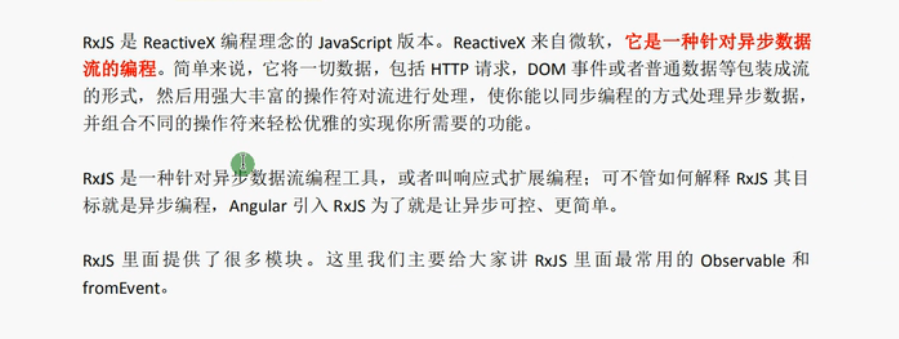 RxJS 是 ReactiveX 编程理念的 JavaScript 版本。ReactiveX 来自微软，它是一种针对异步数据
流的编程。简单来说，它将一切数据，包括 HTTP 请求，DOM 事件或者普通数据等包装成流
的形式，然后用强大丰富的操作符对流进行处理，使你能以同步编程的方式处理异步数据，
并组合不同的操作符来轻松优雅的实现你所需要的功能。
RxJS 是一种针对异步数据流编程工具，或者叫响应式扩展编程；可不管如何解释 RxJS 其目
标就是异步编程，Angular 引入 RxJS 为了就是让异步可控、更简单。
RxJS 里面提供了很多模块。这里我们主要给大家讲 RxJS 里面最常用的 Observable 和
fromEvent。